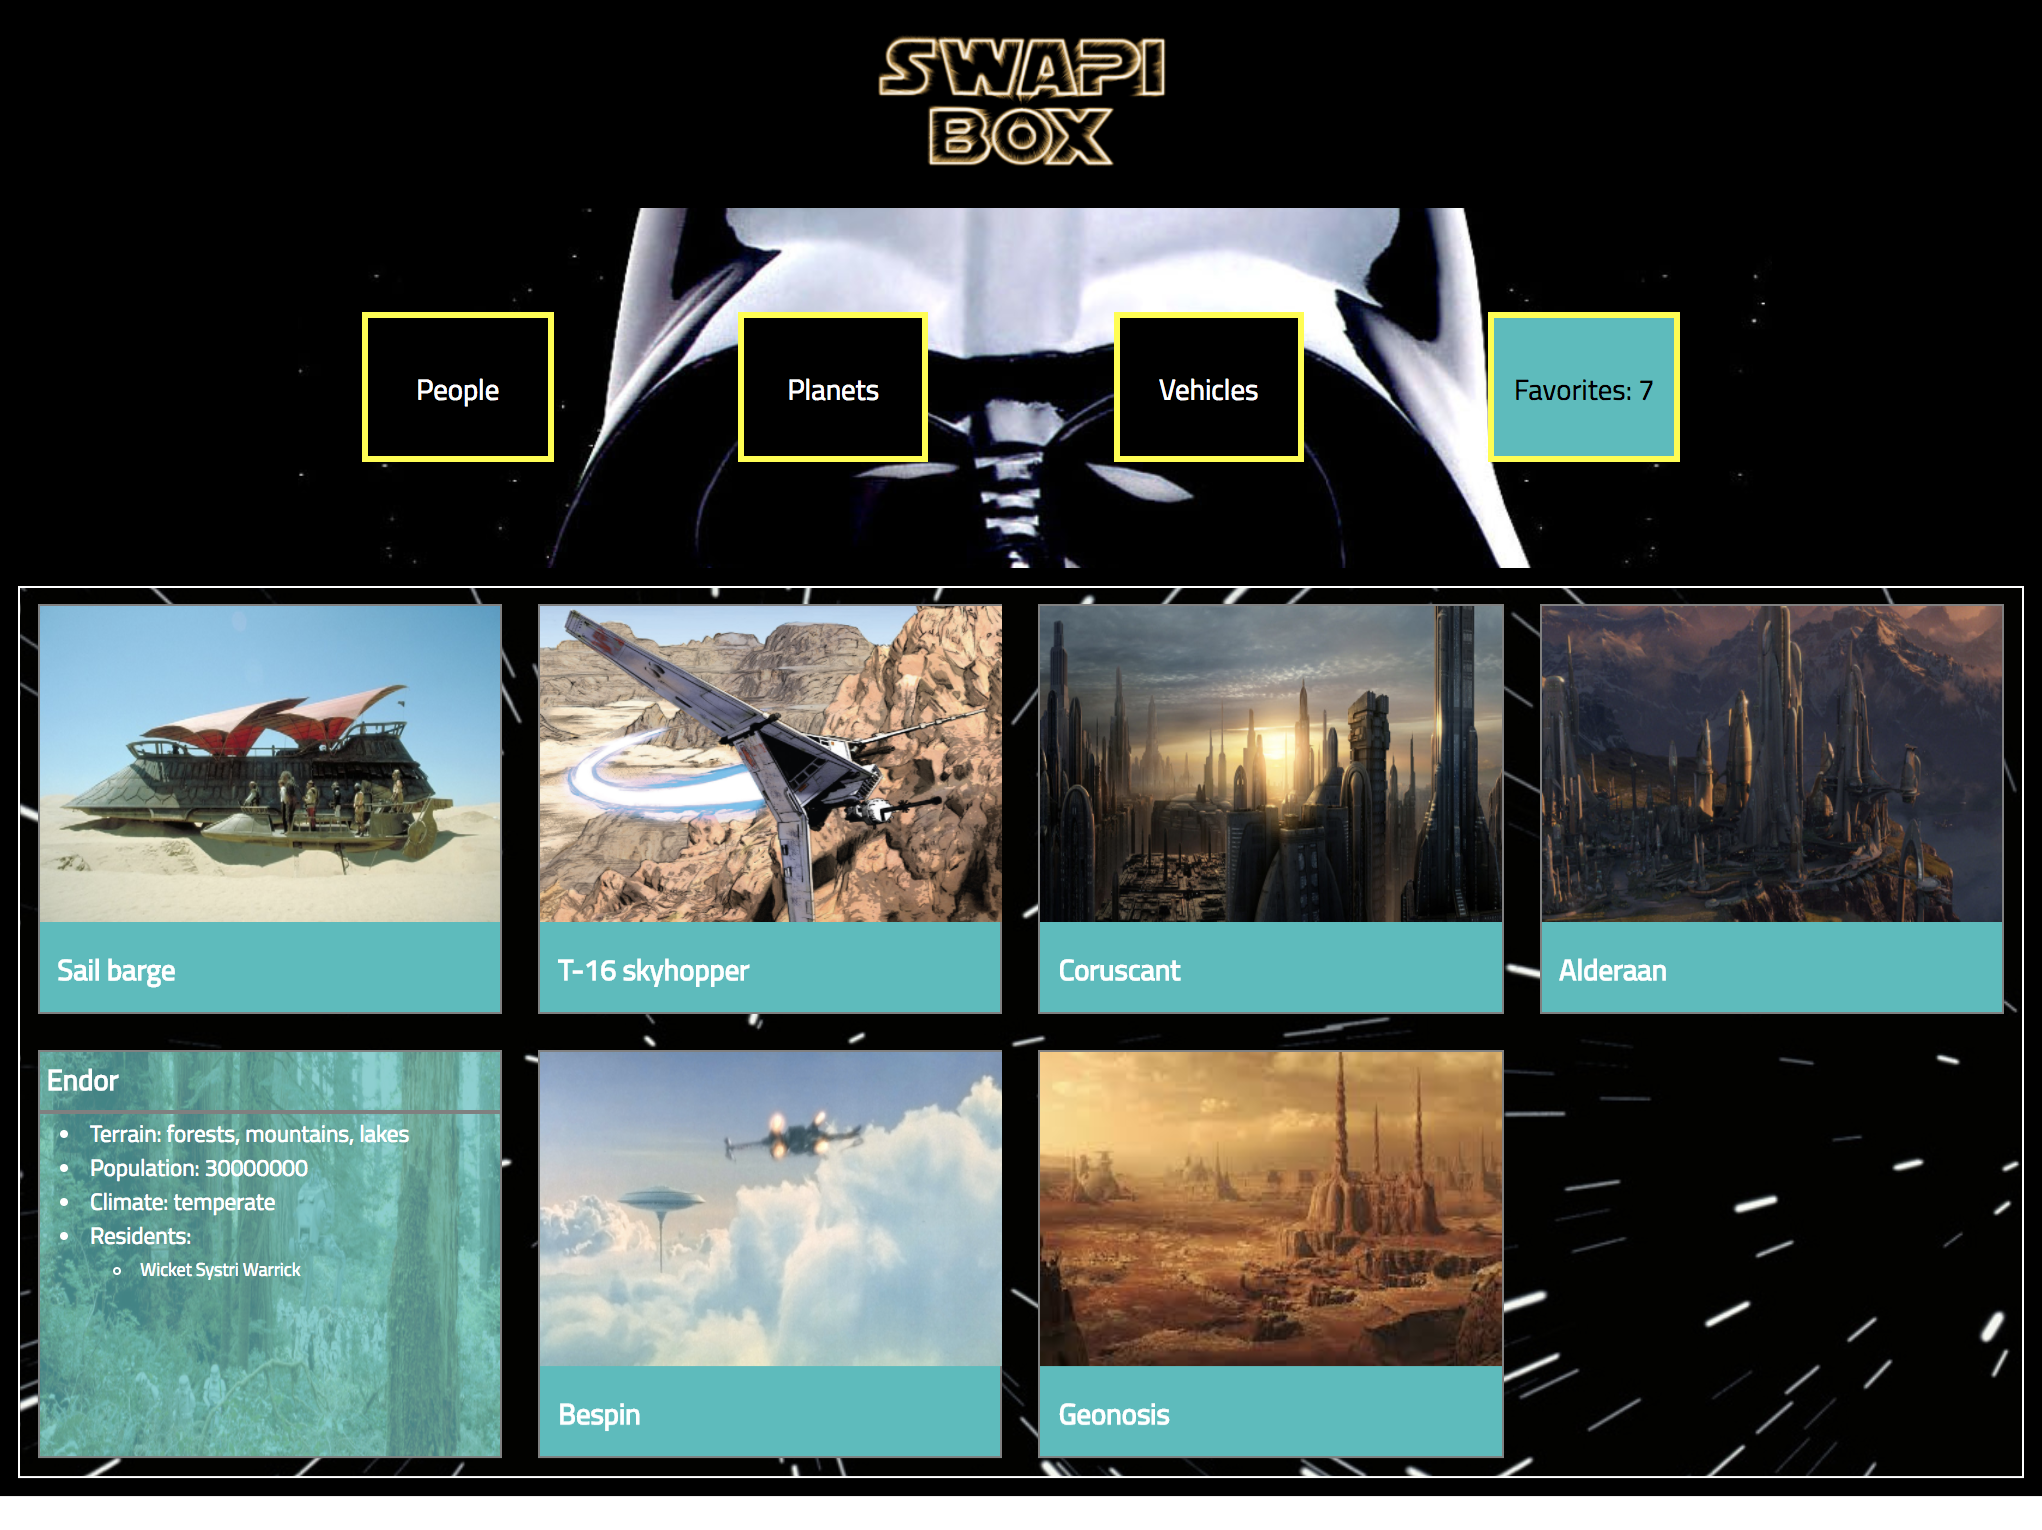 SWAPI
BOX
People
Planets
Vehicles
Favorites: 7
Sail barge
T-16 skyhopper
Coruscant
Alderaan
Endor
Terrain: forests, mountains, lakes
Population: 30000000
Climate: temperate
Residents:
Wicket Systri Warrick
Bespin
Geonosis